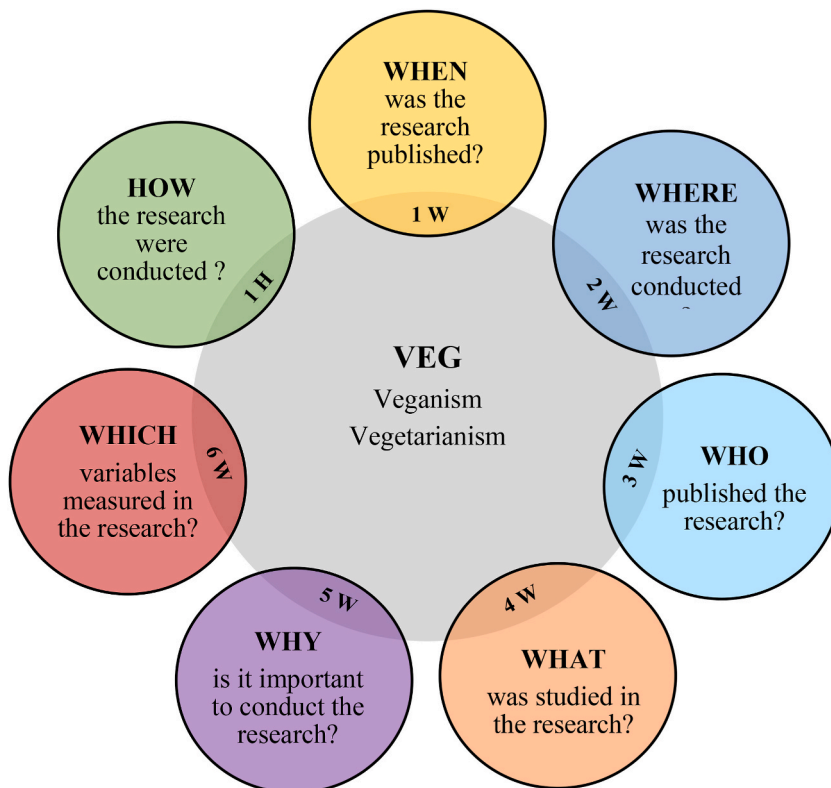 WHEN
was the
research
published?
1 W
WHERE
was the
research
conducted
2 W
WHO
published the
research?
3 W
WHAT
was studied in
the research?
4 W
WHY
is it important
to conduct the
research?
5 W
WHICH
variables
measured in
the research?
6 W
HOW
the research
were
conducted ?
1 H
VEG
Veganism
Vegetarianism